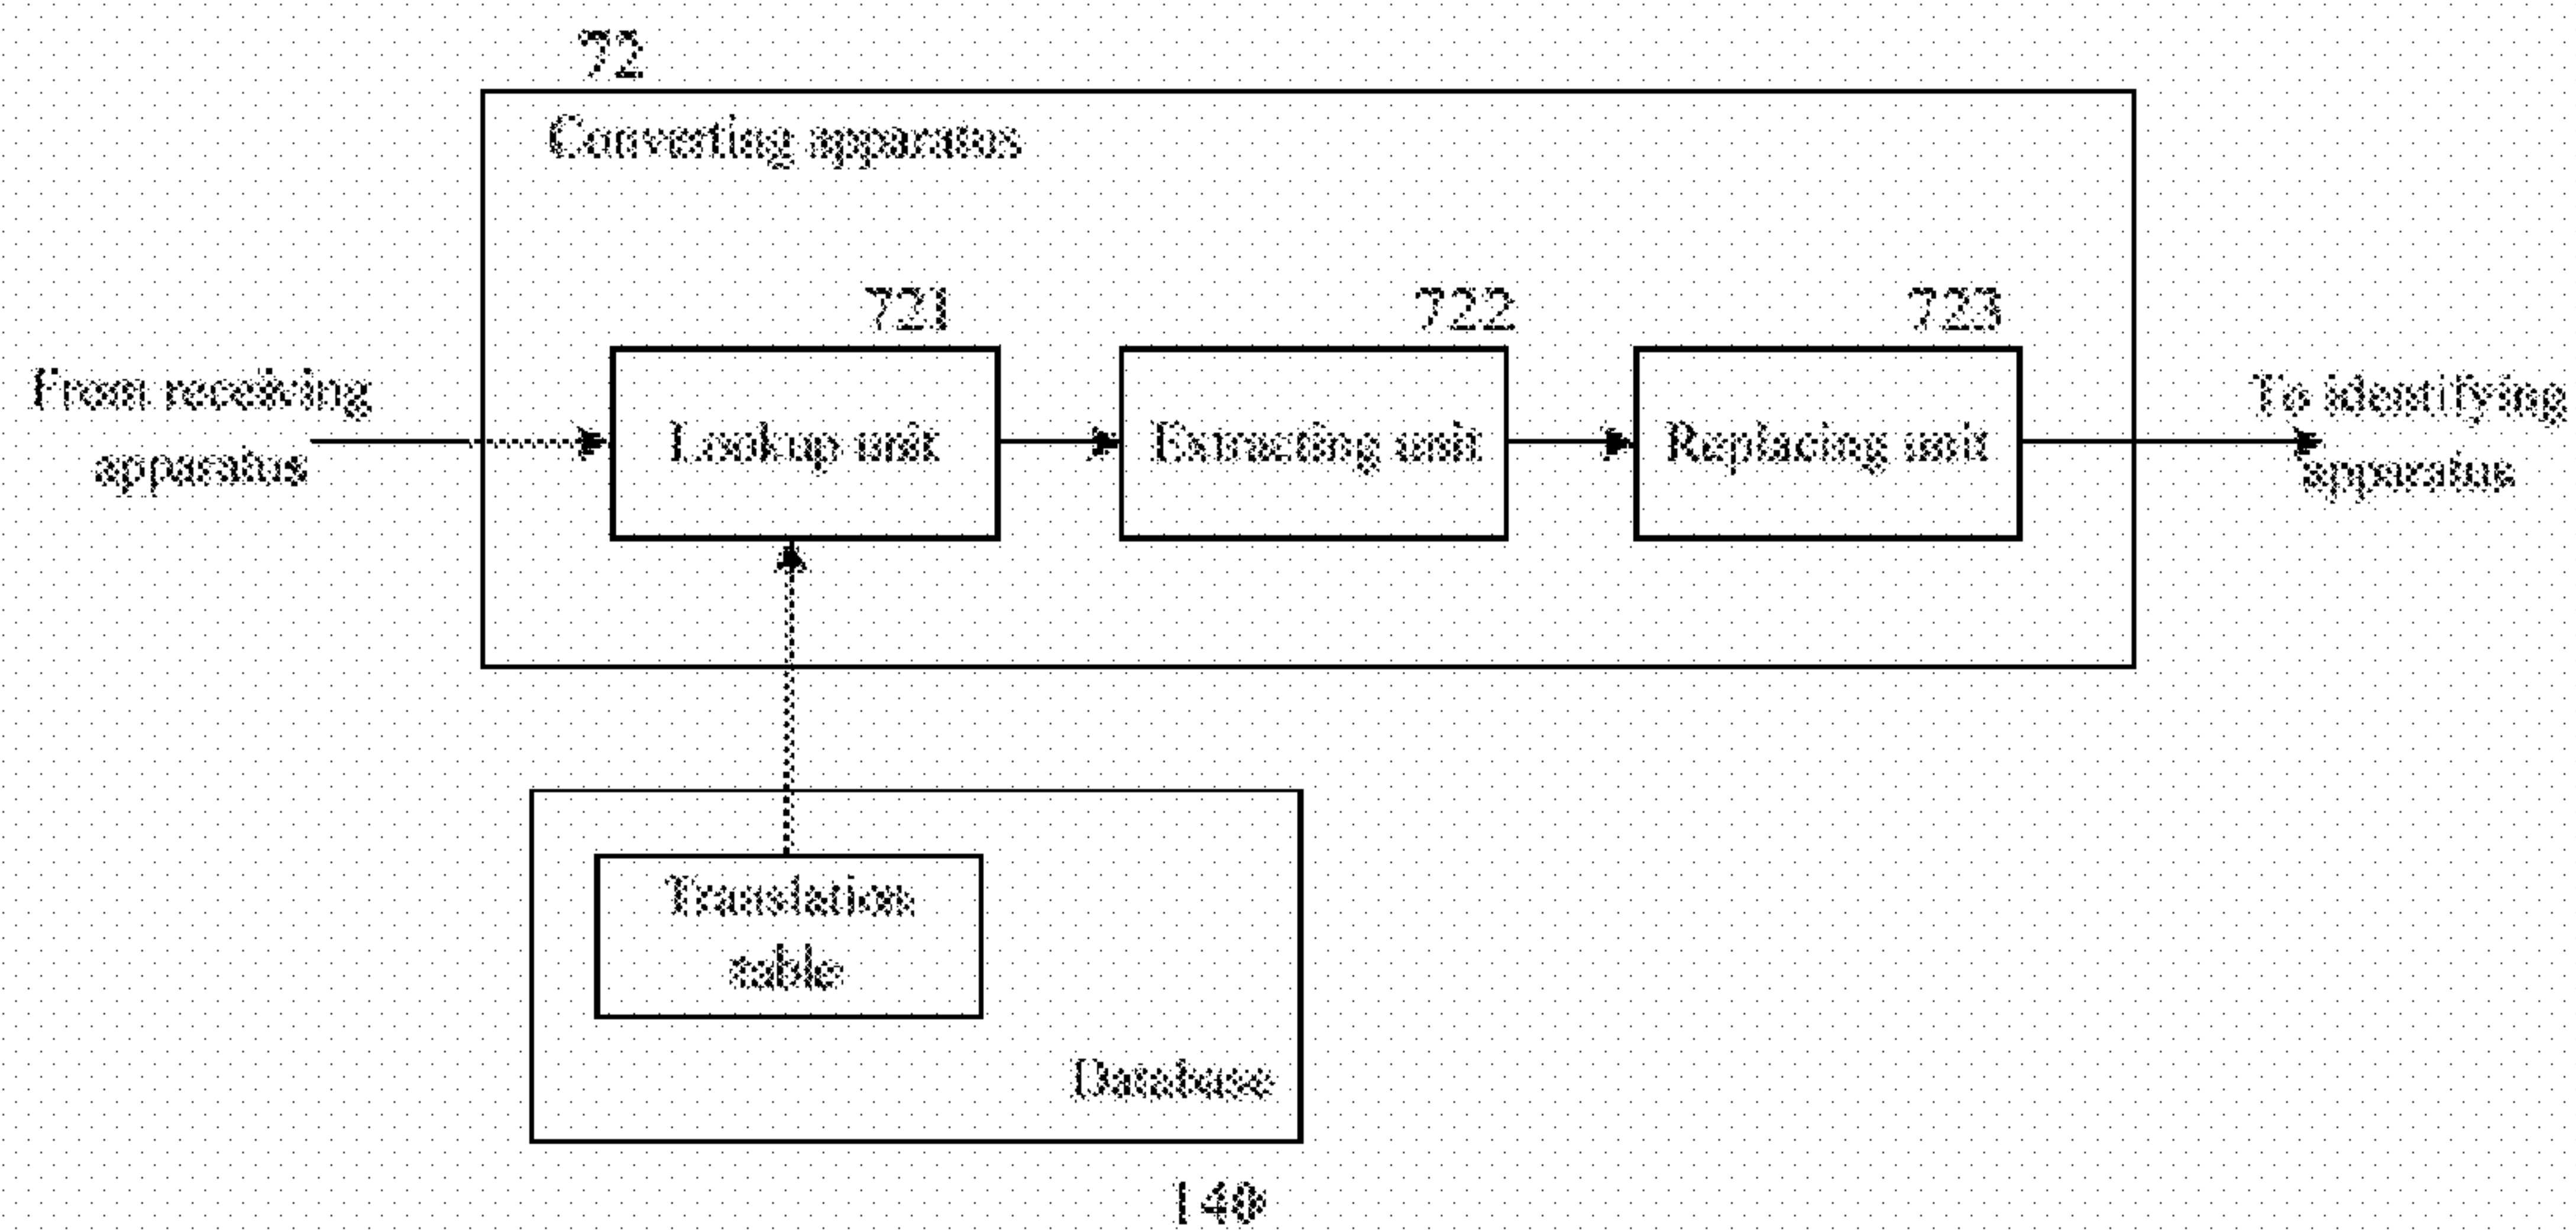 72
Converting apparatus
721
722
723
From receiving
apparatus
Lookup unit
Extracting unit
Replacing unit
To identifying
apparatus
Translation
table
Database
140